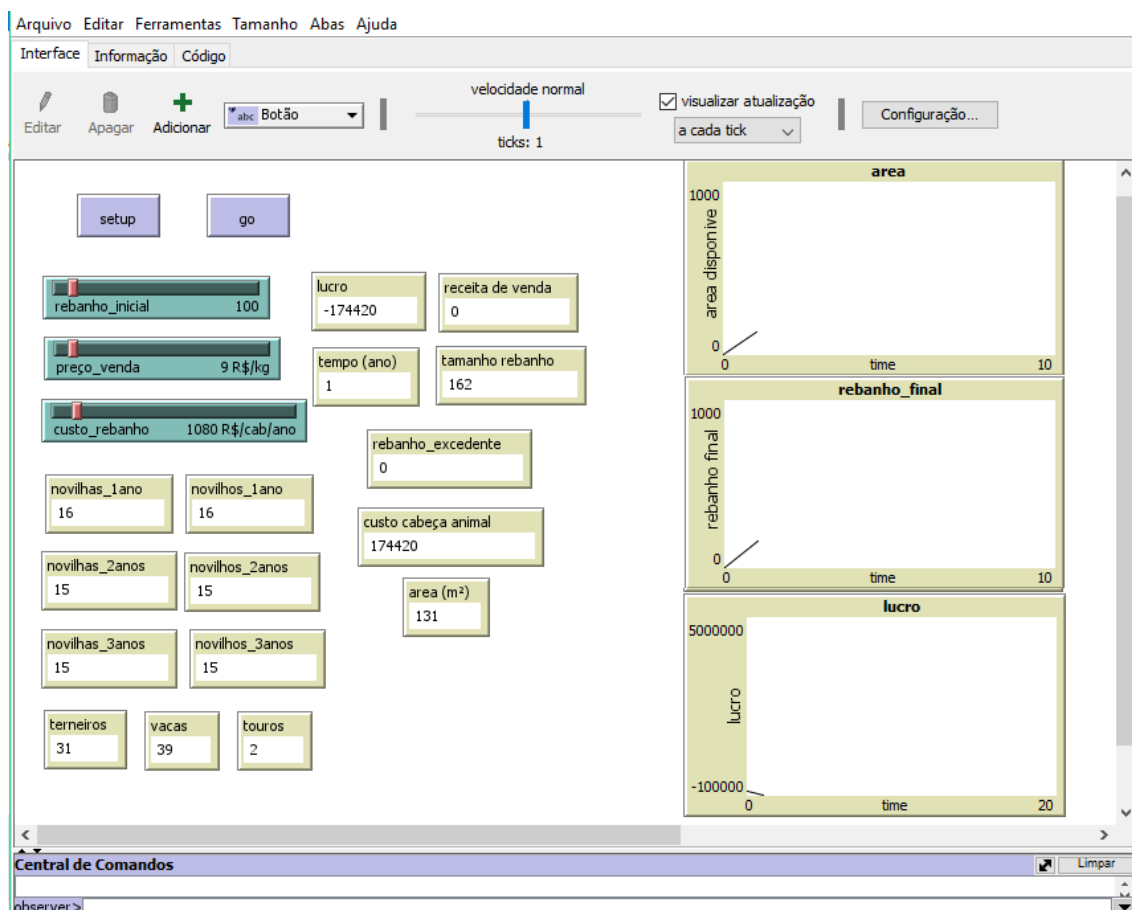 Arquivo Editar Ferramentas Tamanho Abas Ajuda
Interface Informação Código
Editar Apagar Adicionar abc Botão
velocidade normal
ticks: 1
visualizar atualização
a cada tick
Configuração...
setup go
rebanho_inicial 100
preço_venda 9 R$/kg
custo_rebanho 1080 R$/cab/ano
lucro
-174420
receita de venda
0
tempo (ano)
1
tamanho rebanho
162
rebanho_excedente
0
custo cabeça animal
174420
area (m²)
131
novilhas_1ano
16
novilhos_1ano
16
novilhas_2anos
15
novilhos_2anos
15
novilhas_3anos
15
novilhos_3anos
15
terneiros
31
vacas
39
touros
2
area
1000
area disponive
0
0 time 10
rebanho_final
1000
rebanho final
0
0 time 10
lucro
5000000
lucro
-100000
0 time 20
Central de Comandos Limpar
observer>